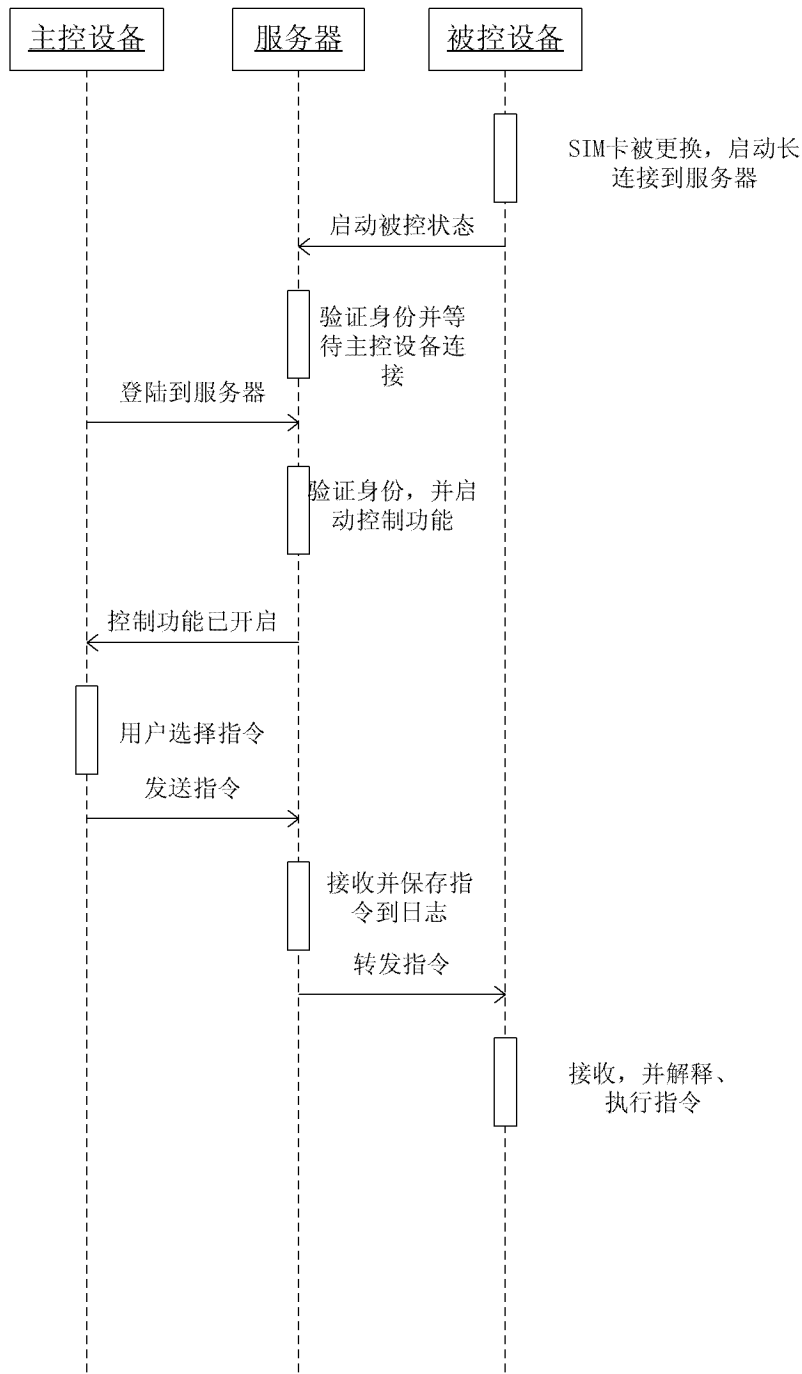 主控设备
服务器
被控设备
SIM卡被更换，启动长
连接到服务器
启动被控状态
验证身份并等
待主控设备连
接
登陆到服务器
验证身份，并启
动控制功能
控制功能已开启
用户选择指令
发送指令
接收并保存指
令到日志
转发指令
接收，并解释、
执行指令